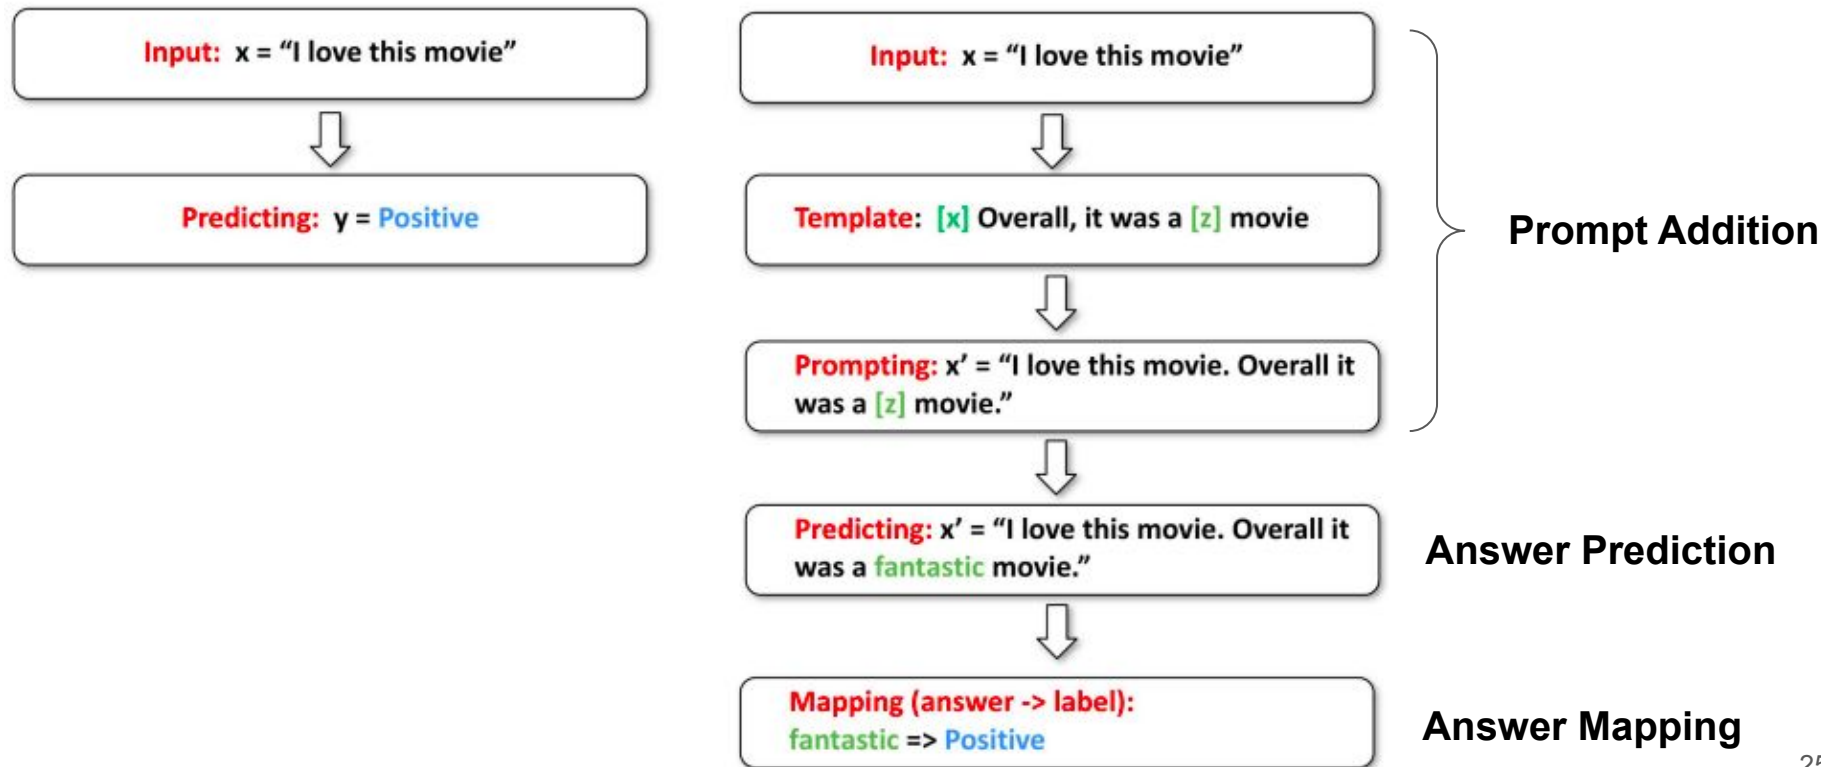 Input: x = “I love this movie”
Predicting: y = Positive
Input: x = “I love this movie”
Template: [x] Overall, it was a [z] movie
Prompting: x’ = “I love this movie. Overall it
was a [z] movie.”
Prompt Addition
Predicting: x’ = “I love this movie. Overall it
was a fantastic movie.”
Answer Prediction
Mapping (answer -> label):
fantastic => Positive
Answer Mapping
25